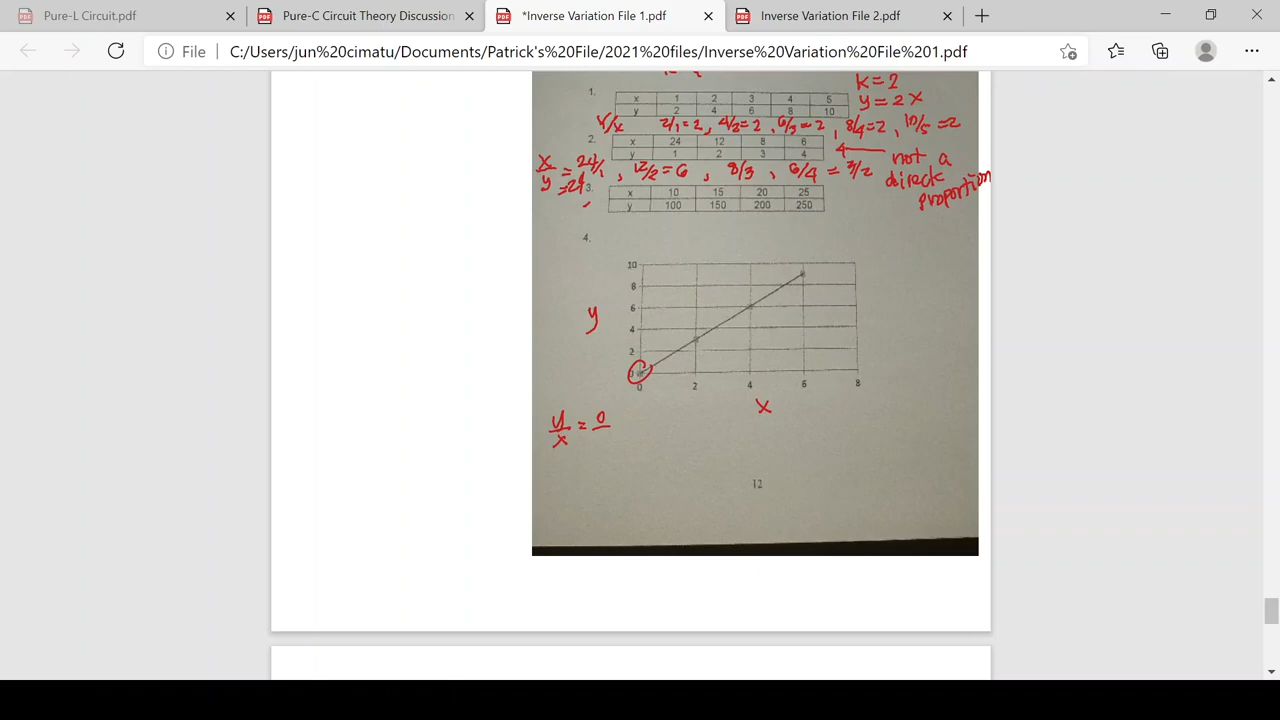 Pure-L Circuit.pdf
Pure-C Circuit Theory Discussion
*Inverse Variation File 1.pdf
Inverse Variation File 2.pdf
File
C:/Users/jun%20cimatu/Documents/Patrick's%20File/2021%20files/Inverse%20Variation%20File%201.pdf
k=2
1.
x 1 2 3 4 5
y 2 4 6 8 10
y=2x
y/x 2/1=2, 4/2=2, 6/3=2, 8/4=2, 10/5=2
2.
x 24 12 8 6
y 1 2 3 4
not a direct proportion
x/y = 24/1 = 24, 12/2=6, 8/3, 6/4=3/2
3.
x 10 15 20 25
y 100 150 200 250
4.
10
8
6
4
2
0
0 2 4 6 8
y
x
y/x = 0
12